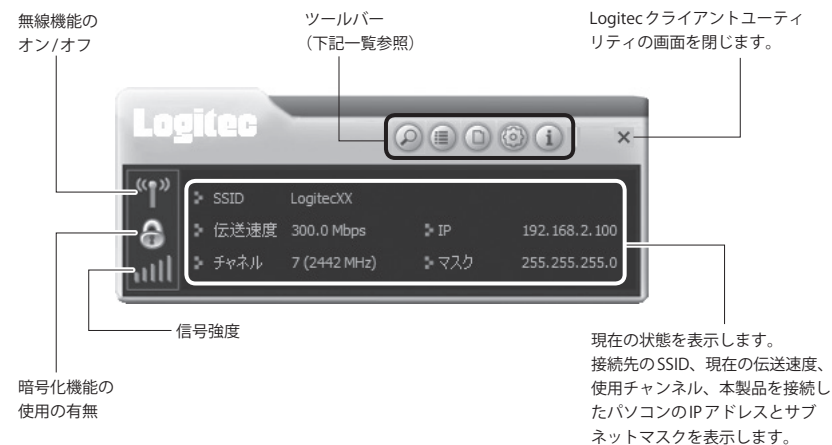 無線機能の
オン/オフ
ツールバー
（下記一覧参照）
Logitecクライアントユーティ
リティの画面を閉じます。
Logitec
SSID LogitecXX
伝送速度 300.0 Mbps IP 192.168.2.100
チャネル 7 (2442 MHz) マスク 255.255.255.0
信号強度
暗号化機能の
使用の有無
現在の状態を表示します。
接続先のSSID、現在の伝送速度、
使用チャンネル、本製品を接続し
たパソコンのIPアドレスとサブ
ネットマスクを表示します。